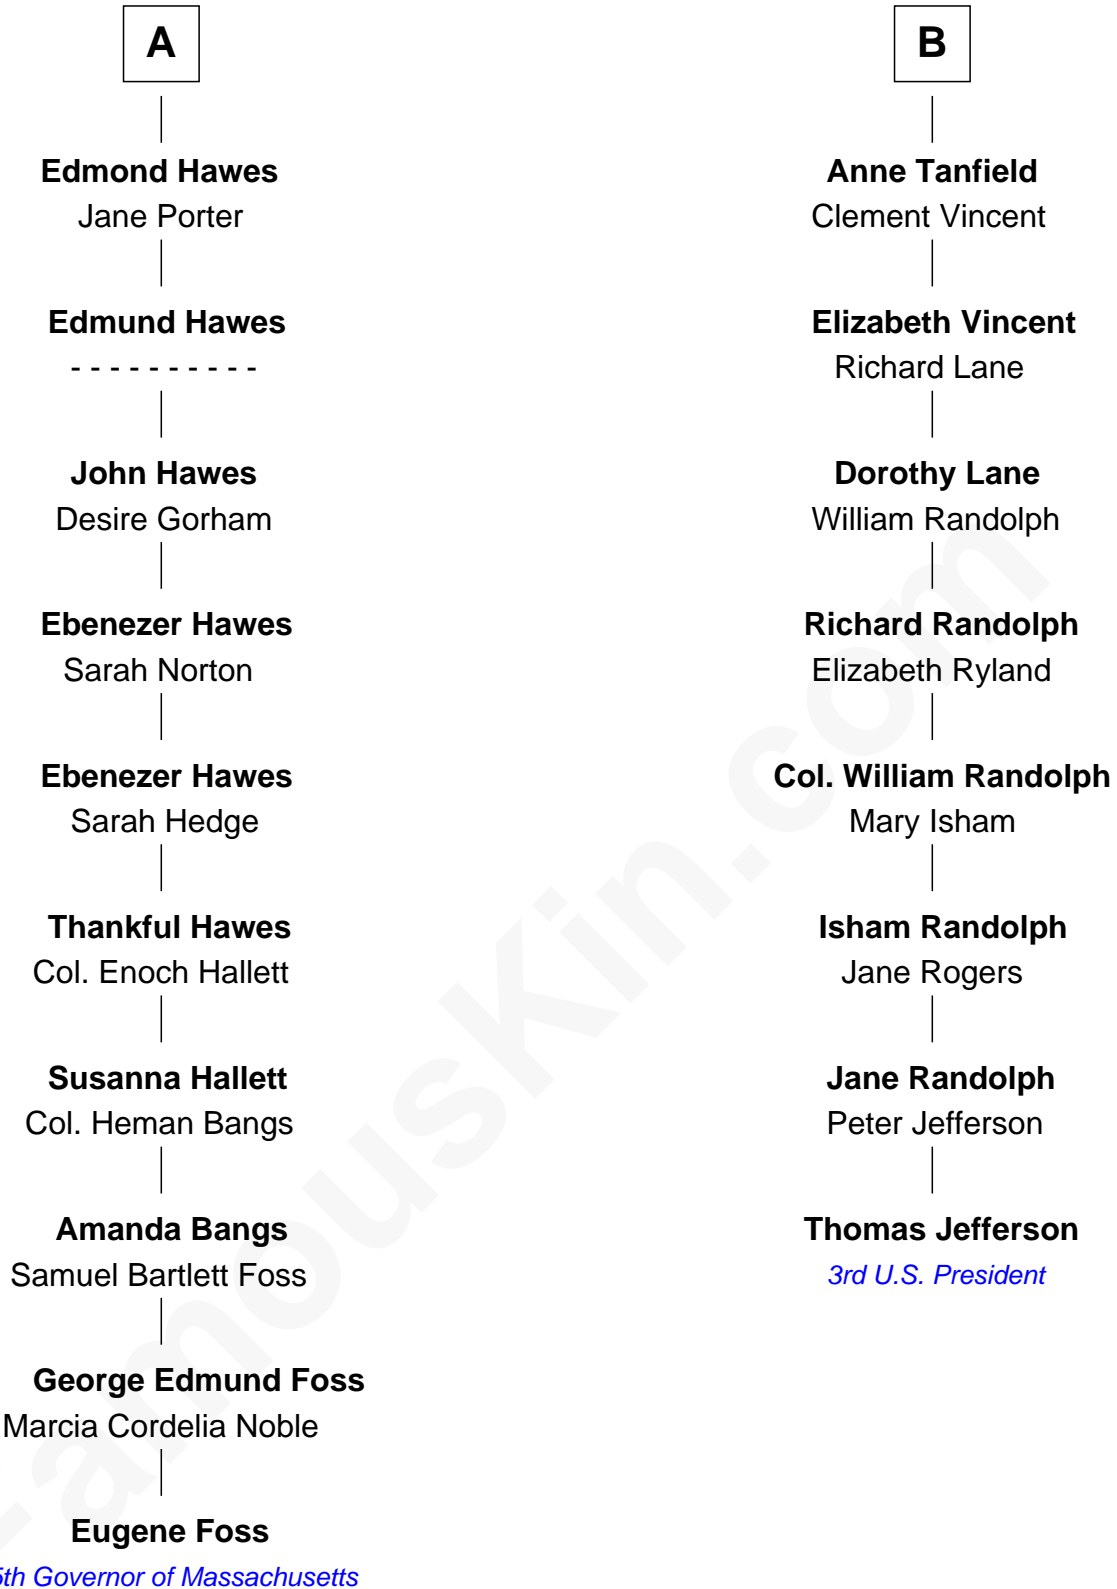 A
Edmond Hawes
Jane Porter
Edmund Hawes
- - - - - - - - - -
John Hawes
Desire Gorham
Ebenezer Hawes
Sarah Norton
Ebenezer Hawes
Sarah Hedge
Thankful Hawes
Col. Enoch Hallett
Susanna Hallett
Col. Heman Bangs
Amanda Bangs
Samuel Bartlett Foss
George Edmund Foss
Marcia Cordelia Noble
Eugene Foss
5th Governor of Massachusetts
B
Anne Tanfield
Clement Vincent
Elizabeth Vincent
Richard Lane
Dorothy Lane
William Randolph
Richard Randolph
Elizabeth Ryland
Col. William Randolph
Mary Isham
Isham Randolph
Jane Rogers
Jane Randolph
Peter Jefferson
Thomas Jefferson
3rd U.S. President
FamousKin.com